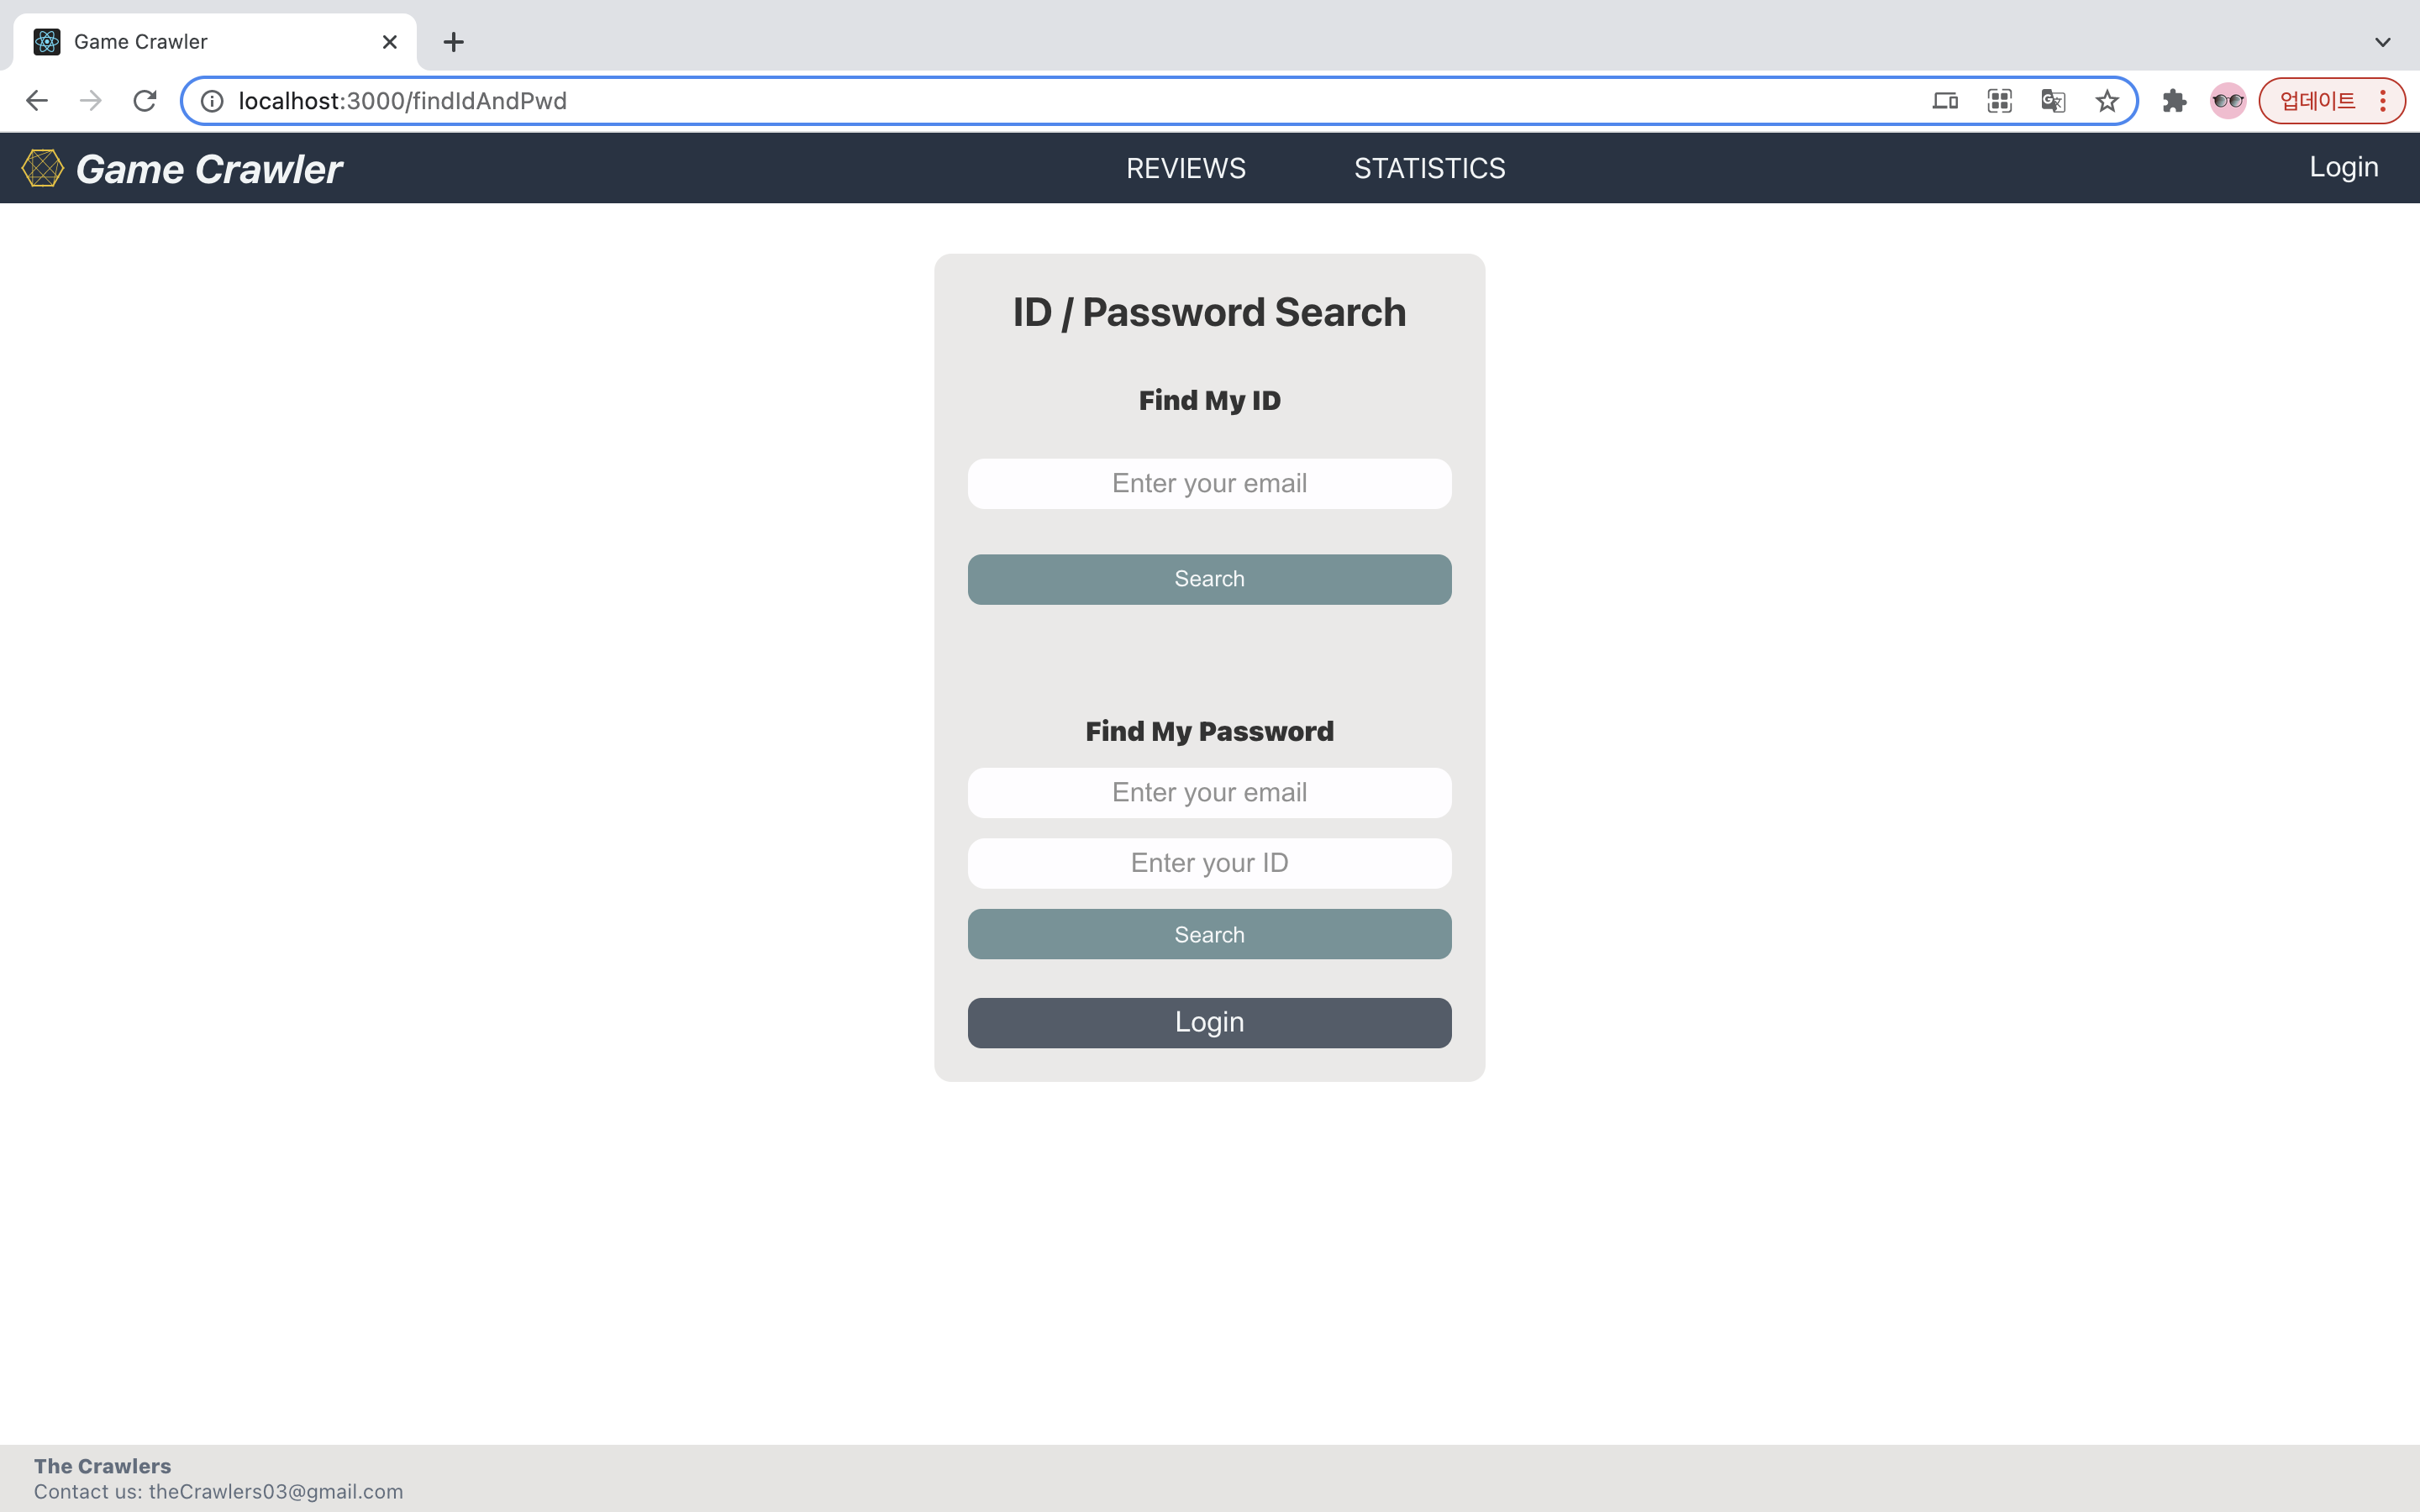 Game Crawler
localhost:3000/findIdAndPwd
업데이트
Game Crawler
REVIEWS
STATISTICS
Login
ID / Password Search
Find My ID
Enter your email
Search
Find My Password
Enter your email
Enter your ID
Search
Login
The Crawlers
Contact us: theCrawlers03@gmail.com